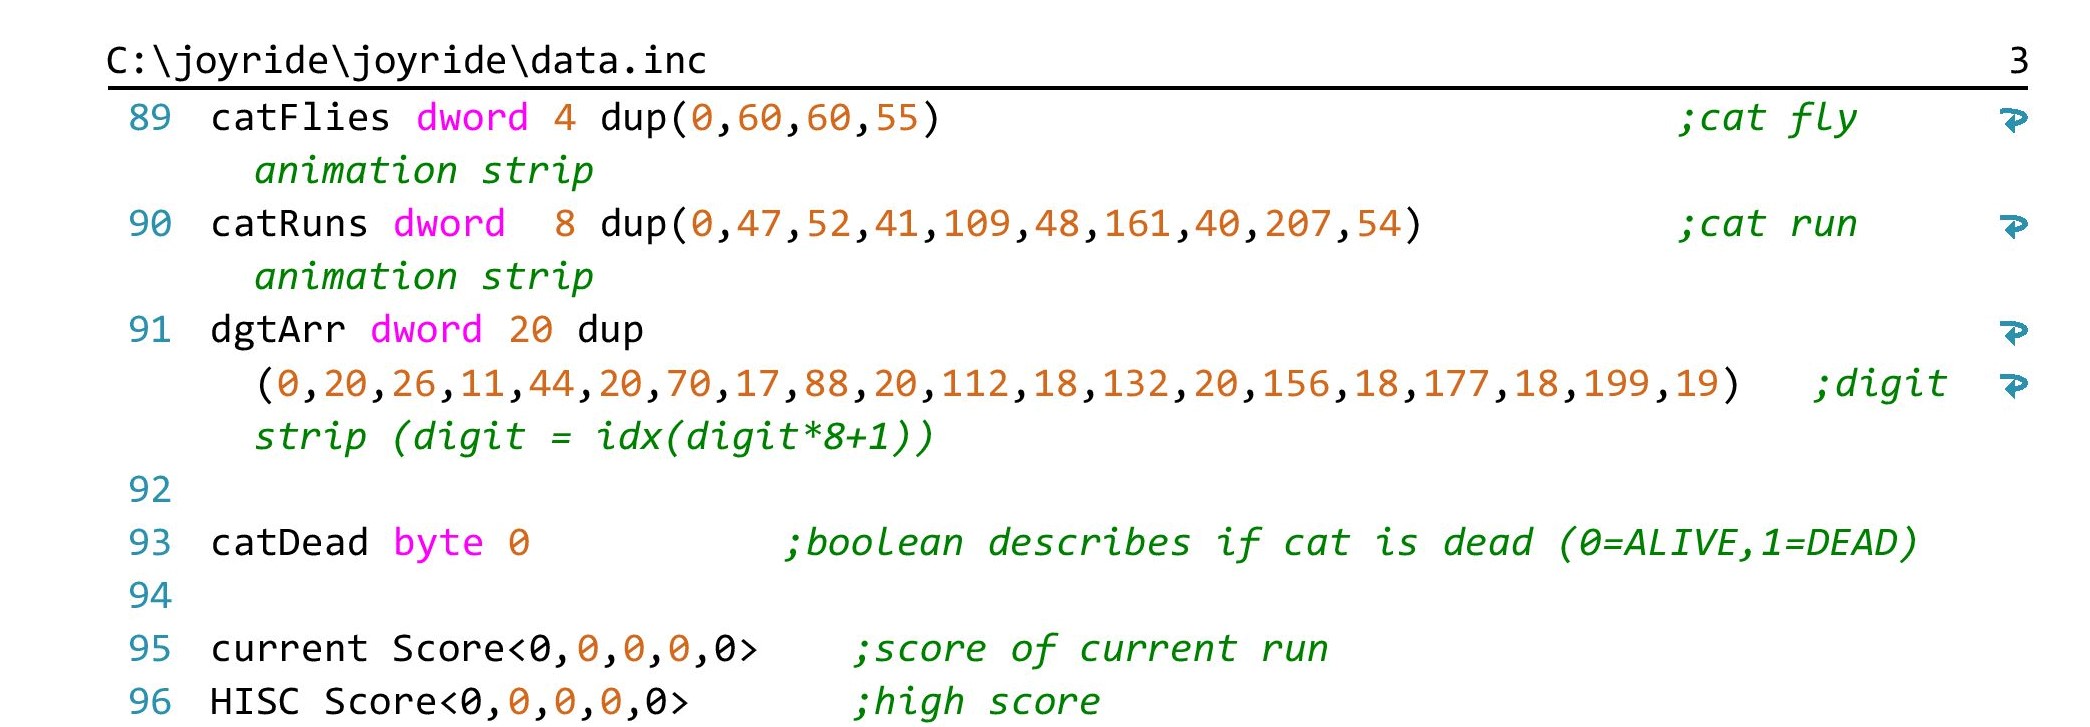 C:\joyride\joyride\data.inc 3
89 catFlies dword 4 dup(0,60,60,55) ;cat fly
animation strip
90 catRuns dword  8 dup(0,47,52,41,109,48,161,40,207,54) ;cat run
animation strip
91 dgtArr dword 20 dup
(0,20,26,11,44,20,70,17,88,20,112,18,132,20,156,18,177,18,199,19) ;digit
strip (digit = idx(digit*8+1))
92
93 catDead byte 0 ;boolean describes if cat is dead (0=ALIVE,1=DEAD)
94
95 current Score<0,0,0,0,0> ;score of current run
96 HISC Score<0,0,0,0,0> ;high score